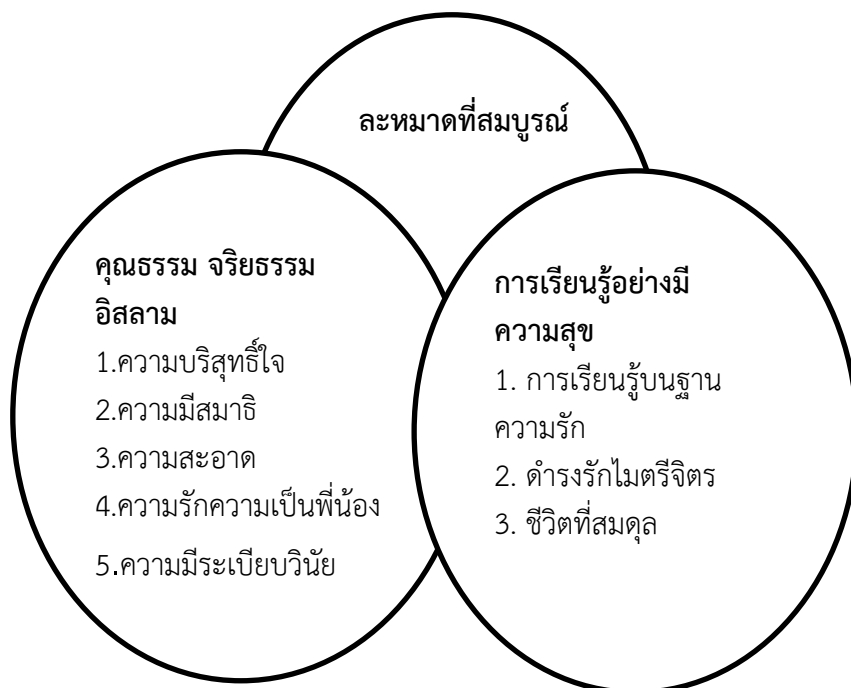 ละหมาดที่สมบูรณ์
คุณธรรม จริยธรรม
อิสลาม
1.ความบริสุทธิ์ใจ
2.ความมีสมาธิ
3.ความสะอาด
4.ความรักความเป็นพี่น้อง
5.ความมีระเบียบวินัย
การเรียนรู้อย่างมี
ความสุข
1. การเรียนรู้บนฐาน
ความรัก
2. ดำรงรักไมตรีจิตร
3. ชีวิตที่สมดุล